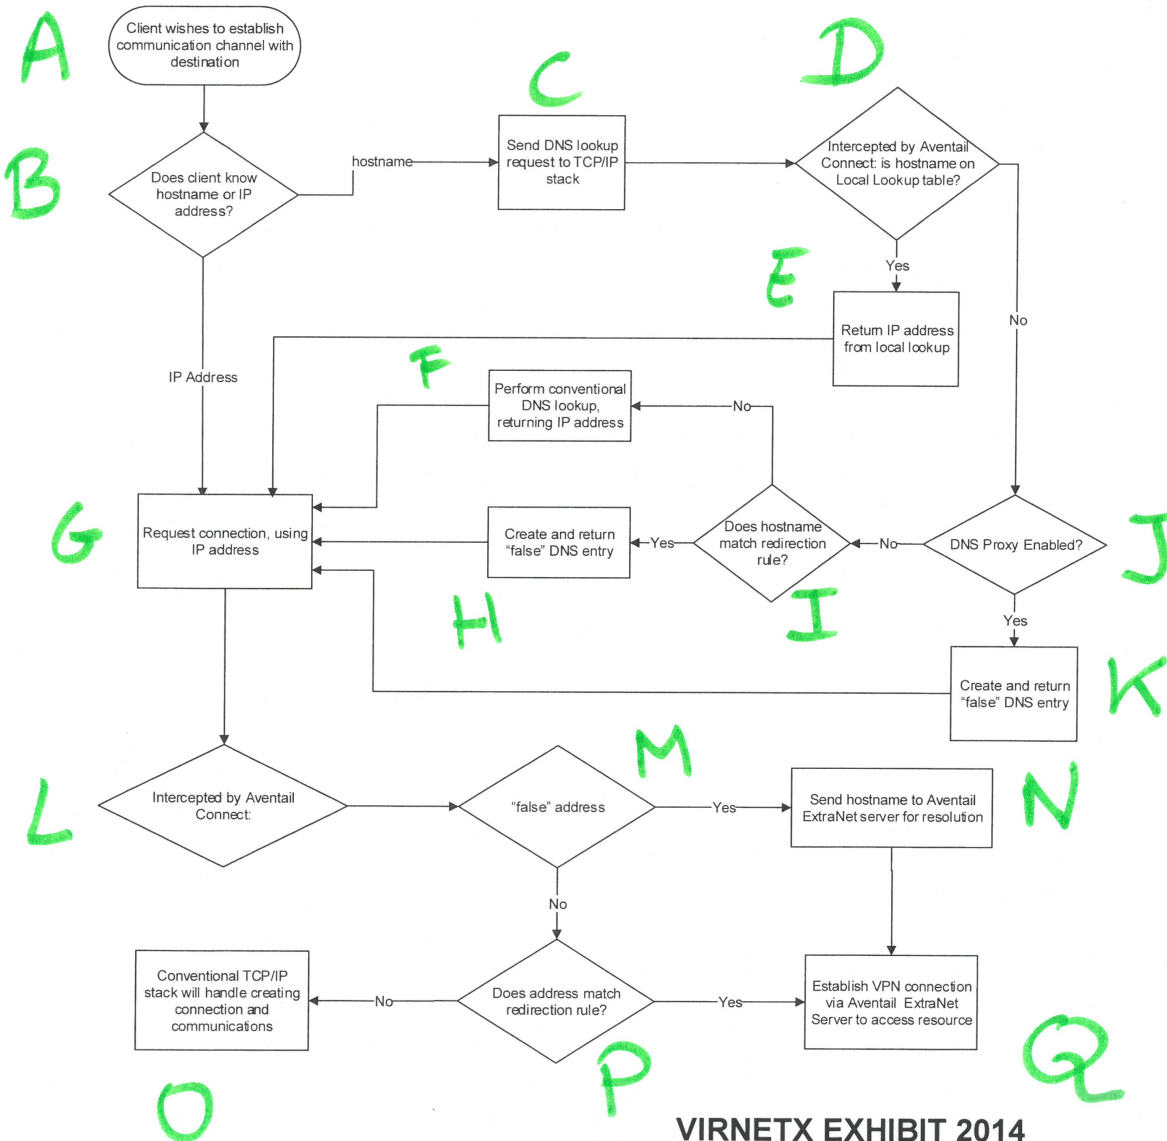 A
Client wishes to establish
communication channel with
destination
B
Does client know
hostname or IP
address?
hostname
C
Send DNS lookup
request to TCP/IP
stack
D
Intercepted by Aventail
Connect: is hostname on
Local Lookup table?
Yes
No
E
Return IP address
from local lookup
IP Address
F
Perform conventional
DNS lookup,
returning IP address
No
G
Request connection, using
IP address
H
Create and return
“false” DNS entry
Yes
I
Does hostname
match redirection
rule?
No
J
DNS Proxy Enabled?
Yes
K
Create and return
“false” DNS entry
L
Intercepted by Aventail
Connect:
M
“false” address
Yes
No
N
Send hostname to Aventail
ExtraNet server for resolution
O
Conventional TCP/IP
stack will handle creating
connection and
communications
No
P
Does address match
redirection rule?
Yes
Q
Establish VPN connection
via Aventail ExtraNet
Server to access resource
VIRNETX EXHIBIT 2014